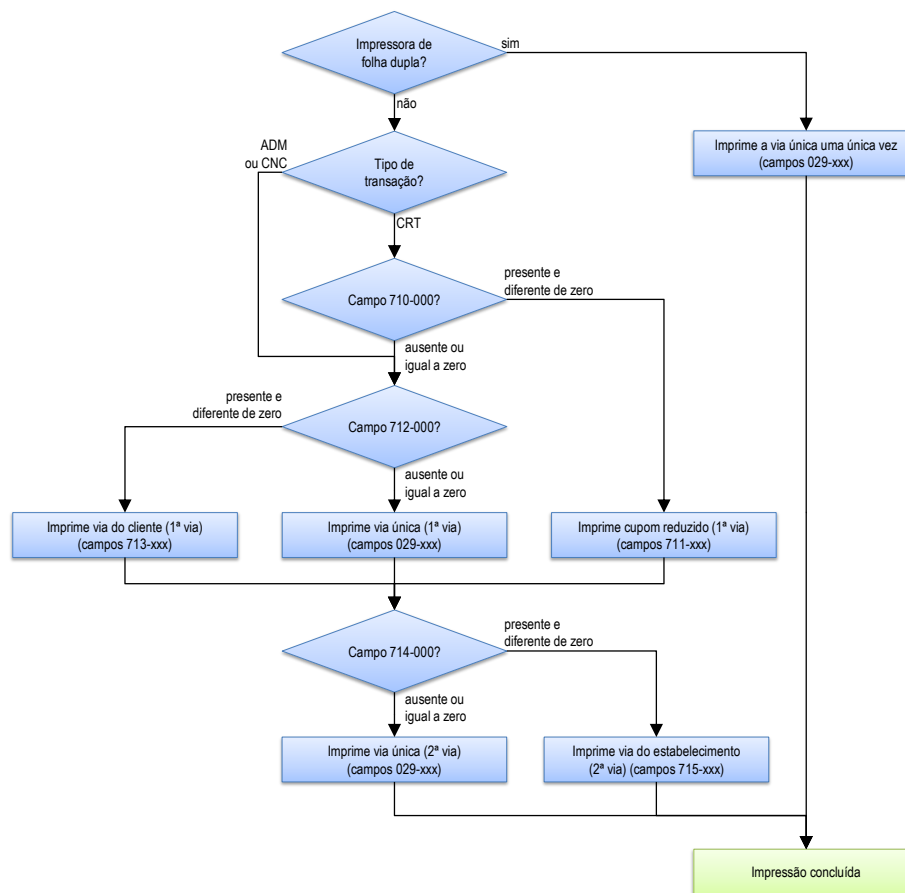 Impressora de
folha dupla?
sim
não
Imprime a via única uma única vez
(campos 029-xxx)
ADM
ou CNC
Tipo de
transação?
CRT
Campo 710-000?
presente e
diferente de zero
ausente ou
igual a zero
presente e
diferente de zero
Campo 712-000?
ausente ou
igual a zero
Imprime via do cliente (1ª via)
(campos 713-xxx)
Imprime via única (1ª via)
(campos 029-xxx)
Imprime cupom reduzido (1ª via)
(campos 711-xxx)
Campo 714-000?
presente e
diferente de zero
ausente ou
igual a zero
Imprime via única (2ª via)
(campos 029-xxx)
Imprime via do estabelecimento
(2ª via) (campos 715-xxx)
Impressão concluída